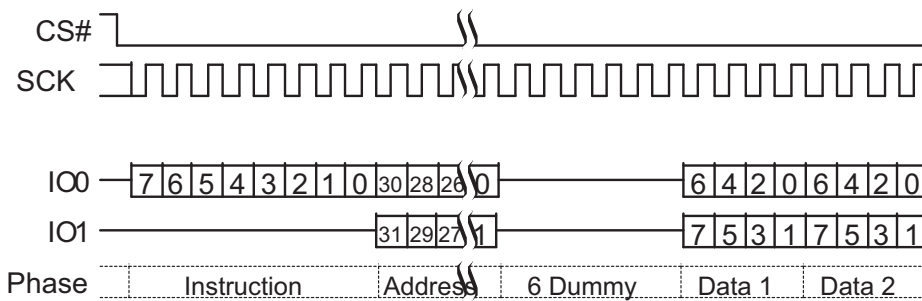 CS#
SCK
IO0 7 6 5 4 3 2 1 0 30 28 26 0 6 4 2 0 6 4 2 0
IO1 31 29 27 1 7 5 3 1 7 5 3 1
Phase Instruction Address 6 Dummy Data 1 Data 2